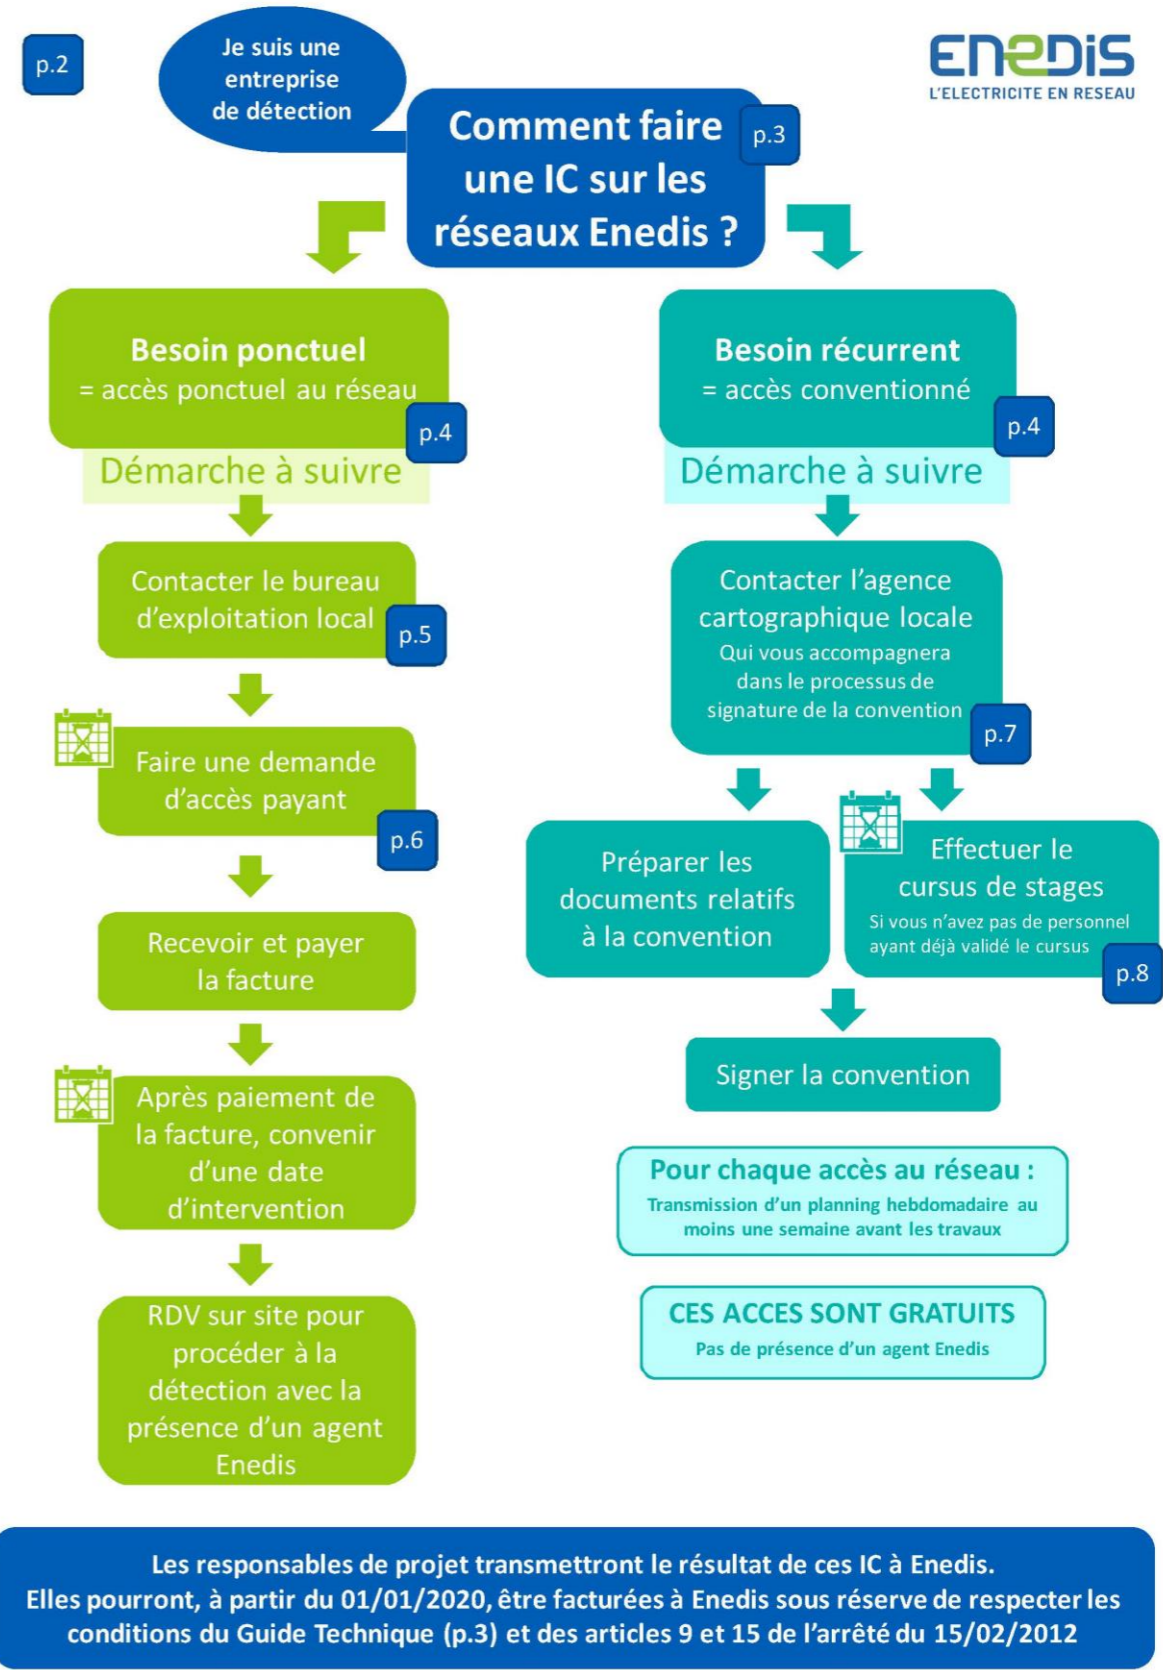 p.2
Je suis une
entreprise
de détection
ENEDIS
L'ELECTRICITE EN RESEAU
Comment faire
une IC sur les
réseaux Enedis ?
p.3
Besoin ponctuel
= accès ponctuel au réseau
p.4
Démarche à suivre
Contacter le bureau
d’exploitation local
p.5
Faire une demande
d’accès payant
p.6
Recevoir et payer
la facture
Après paiement de
la facture, convenir
d’une date
d’intervention
RDV sur site pour
procéder à la
détection avec la
présence d’un agent
Enedis
Besoin récurrent
= accès conventionné
p.4
Démarche à suivre
Contacter l’agence
cartographique locale
Qui vous accompagnera
dans le processus de
signature de la convention
p.7
Préparer les
documents relatifs
à la convention
Effectuer le
cursus de stages
Si vous n’avez pas de personnel
ayant déjà validé le cursus
p.8
Signer la convention
Pour chaque accès au réseau :
Transmission d’un planning hebdomadaire au
moins une semaine avant les travaux
CES ACCES SONT GRATUITS
Pas de présence d’un agent Enedis
Les responsables de projet transmettront le résultat de ces IC à Enedis.
Elles pourront, à partir du 01/01/2020, être facturées à Enedis sous réserve de respecter les
conditions du Guide Technique (p.3) et des articles 9 et 15 de l’arrêté du 15/02/2012